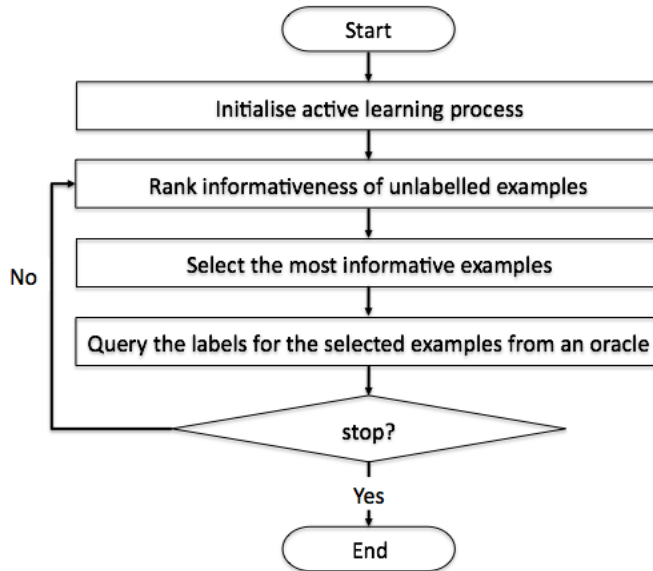 Start
Initialise active learning process
Rank informativeness of unlabelled examples
Select the most informative examples
No
Query the labels for the selected examples from an oracle
stop?
Yes
End